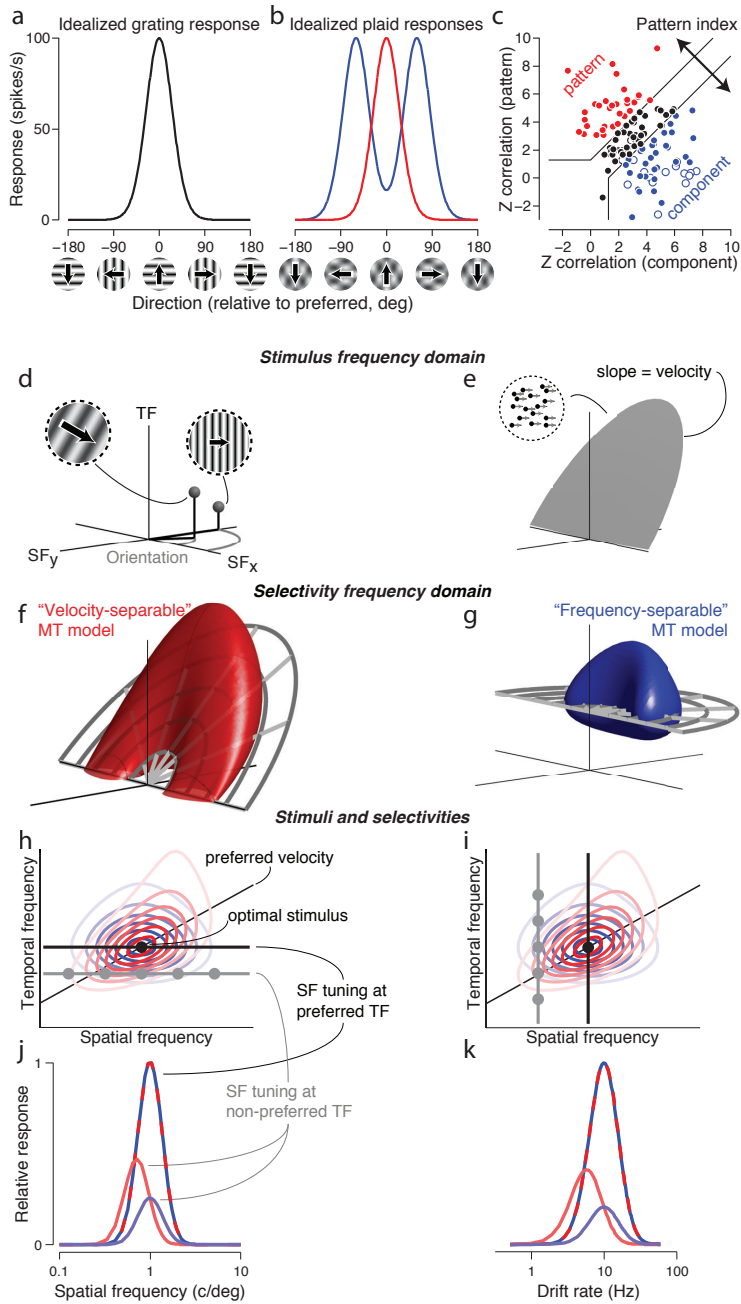 a
Idealized grating response
b
Idealized plaid responses
c
Pattern index
Response (spikes/s)
100
50
0
−180
−90
0
90
180
−180
−90
0
90
180
Direction (relative to preferred, deg)
Z correlation (pattern)
10
8
6
4
2
0
−2
pattern
component
−2
0
2
4
6
8
10
Z correlation (component)
Stimulus frequency domain
d
TF
SFy
Orientation
SFx
e
slope = velocity
Selectivity frequency domain
f
“Velocity-separable”
MT model
g
“Frequency-separable”
MT model
Stimuli and selectivities
h
Temporal frequency
preferred velocity
optimal stimulus
SF tuning at
preferred TF
Spatial frequency
i
Temporal frequency
Spatial frequency
j
Relative response
1
0
SF tuning at
non-preferred TF
0.1
1
10
Spatial frequency (c/deg)
k
1
10
100
Drift rate (Hz)